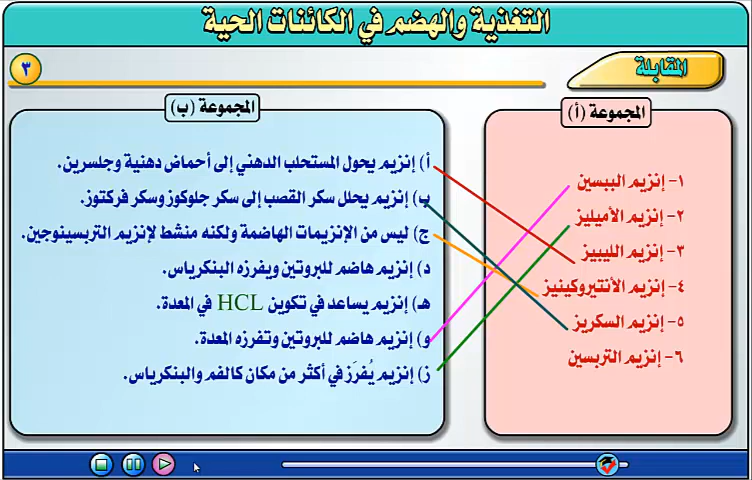 التغذية والهضم في الكائنات الحية
المقابلة
٣
المجموعة (أ)
١- إنزيم الببسين
٢- إنزيم الأميليز
٣- إنزيم الليبيز
٤- إنزيم الأنتيروكينيز
٥- إنزيم السكريز
٦- إنزيم التربسين
المجموعة (ب)
أ) إنزيم يحول المستحلب الدهني إلى أحماض دهنية وجلسرين.
ب) إنزيم يحلل سكر القصب إلى سكر جلوكوز وسكر فركتوز.
ج) ليس من الإنزيمات الهاضمة ولكنه منشط لإنزيم التربسينوجين.
د) إنزيم هاضم للبروتين ويفرزه البنكرياس.
هـ) إنزيم يساعد في تكوين HCL في المعدة.
و) إنزيم هاضم للبروتين وتفرزه المعدة.
ز) إنزيم يُفرَز في أكثر من مكان كالفم والبنكرياس.